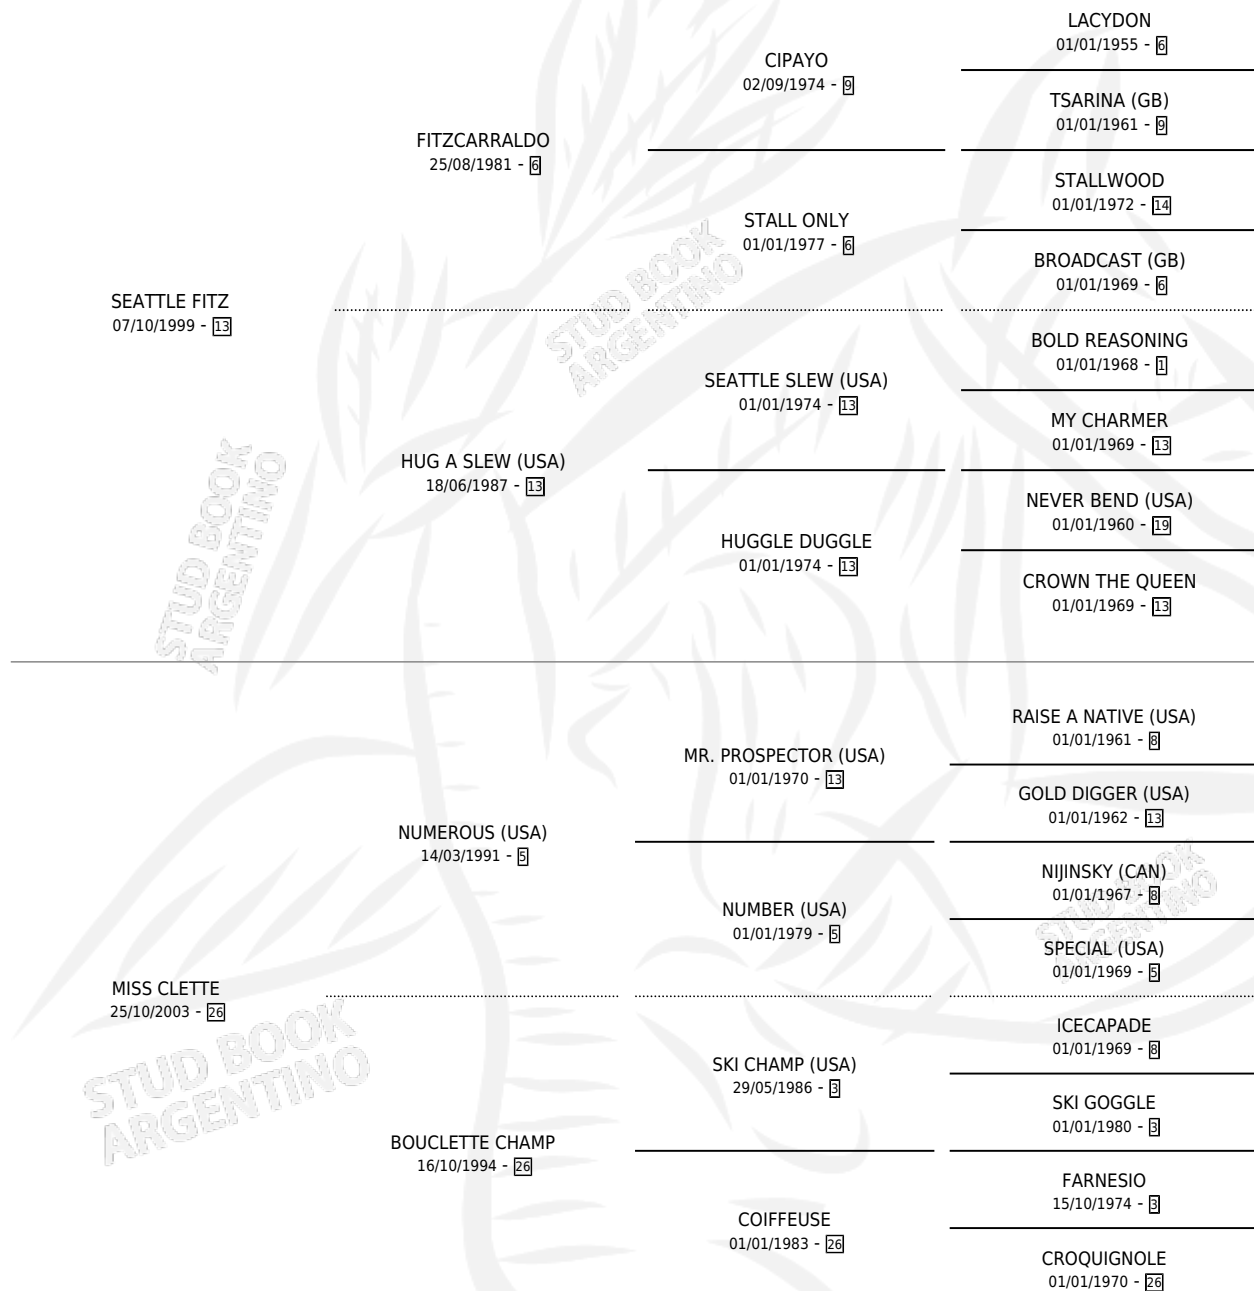 LACYDON
01/01/1955 - 6
CIPAYO
02/09/1974 - 9
TSARINA (GB)
01/01/1961 - 9
FITZCARRALDO
25/08/1981 - 6
STALLWOOD
01/01/1972 - 14
STALL ONLY
01/01/1977 - 6
BROADCAST (GB)
01/01/1969 - 6
SEATTLE FITZ
07/10/1999 - 13
STUD BOOK
ARGENTINO
BOLD REASONING
01/01/1968 - 1
SEATTLE SLEW (USA)
01/01/1974 - 13
MY CHARMER
01/01/1969 - 13
HUG A SLEW (USA)
18/06/1987 - 13
NEVER BEND (USA)
01/01/1960 - 19
HUGGLE DUGGLE
01/01/1974 - 13
CROWN THE QUEEN
01/01/1969 - 13
STUD BOOK
ARGENTINO
RAISE A NATIVE (USA)
01/01/1961 - 8
MR. PROSPECTOR (USA)
01/01/1970 - 13
GOLD DIGGER (USA)
01/01/1962 - 13
NUMEROUS (USA)
14/03/1991 - 5
NIJINSKY (CAN)
01/01/1967 - 8
NUMBER (USA)
01/01/1979 - 5
STUD BOOK
ARGENTINO
SPECIAL (USA)
01/01/1969 - 5
MISS CLETTE
25/10/2003 - 26
STUD BOOK
ARGENTINO
ICECAPADE
01/01/1969 - 8
SKI CHAMP (USA)
29/05/1986 - 3
SKI GOGGLE
01/01/1980 - 3
BOUCLETTE CHAMP
16/10/1994 - 26
FARNESIO
15/10/1974 - 3
COIFFEUSE
01/01/1983 - 26
CROQUIGNOLE
01/01/1970 - 26